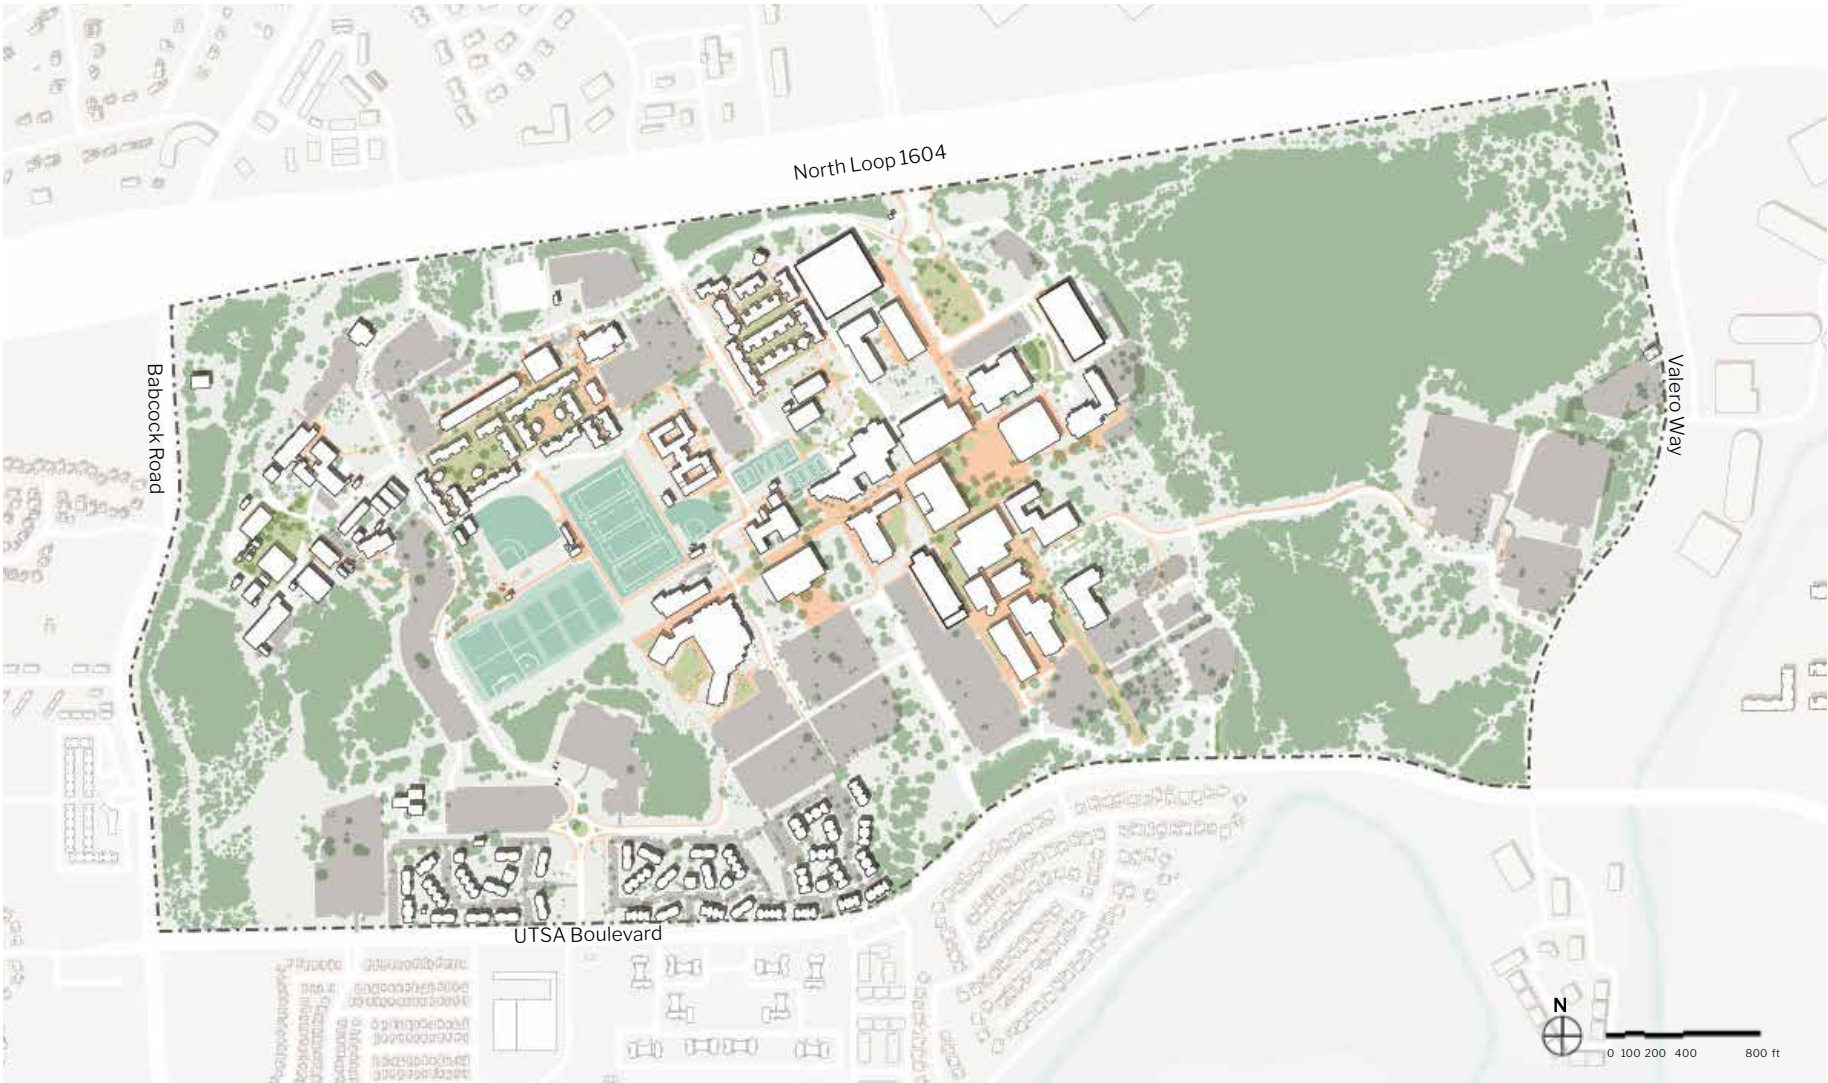 North Loop 1604
Babcock Road
Valero Way
UTSA Boulevard
N
0 100 200 400 800 ft